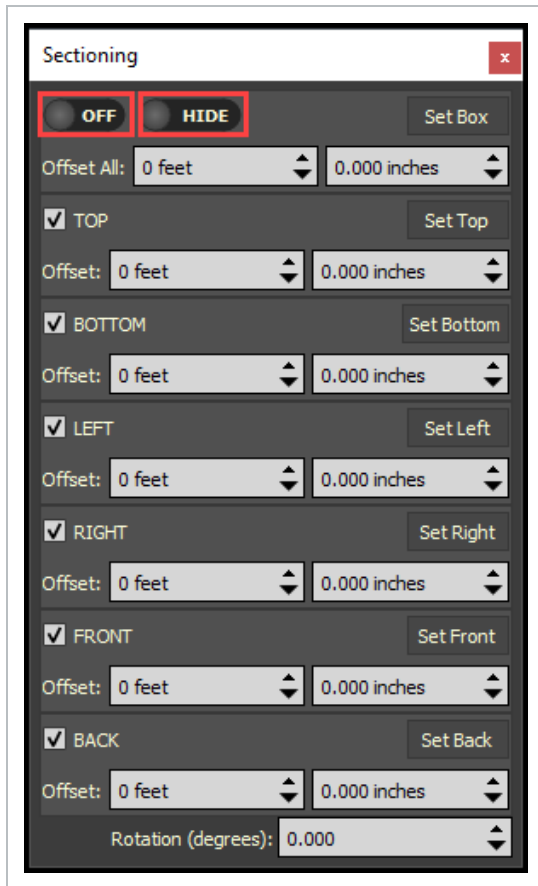 Sectioning x
OFF HIDE Set Box
Offset All: 0 feet 0.000 inches
TOP Set Top
Offset: 0 feet 0.000 inches
BOTTOM Set Bottom
Offset: 0 feet 0.000 inches
LEFT Set Left
Offset: 0 feet 0.000 inches
RIGHT Set Right
Offset: 0 feet 0.000 inches
FRONT Set Front
Offset: 0 feet 0.000 inches
BACK Set Back
Offset: 0 feet 0.000 inches
Rotation (degrees): 0.000